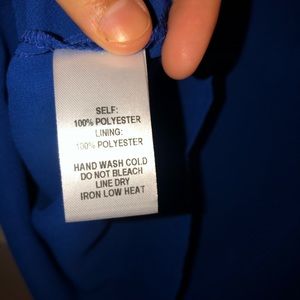 SELF:
100% POLYESTER
LINING:
100% POLYESTER
HAND WASH COLD
DO NOT BLEACH
LINE DRY
IRON LOW HEAT